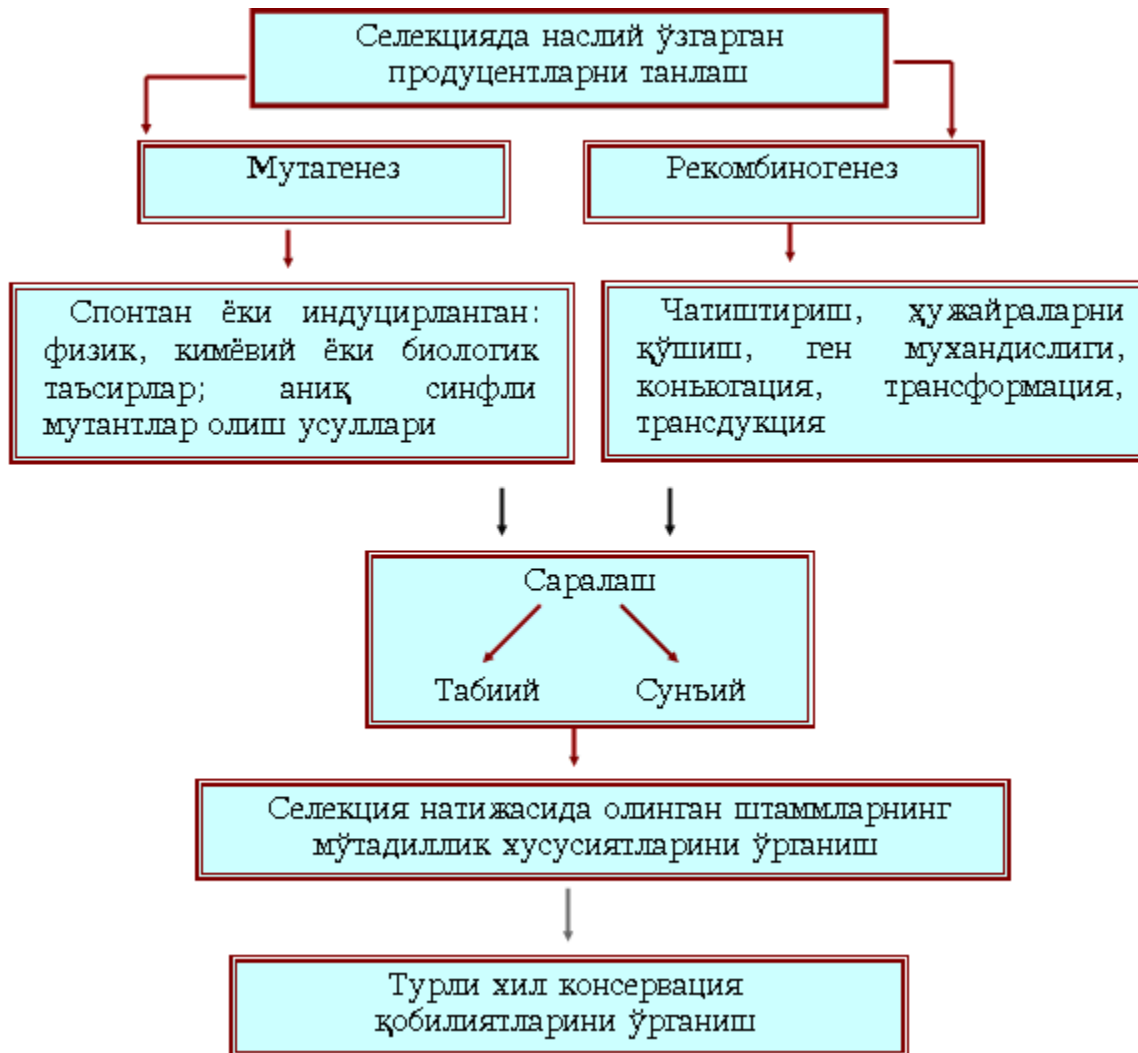 Селекцияда наслий ўзгарган
продуцентларни танлаш
Мутагенез
Рекомбиногенез
Спонтан ёки индуцирланган:
физик, кимёвий ёки биологик
таъсирлар; аниқ синфли
мутантлар олиш усуллари
Чатиштириш, ҳужайраларни
қўшиш, ген мухандислиги,
коньюгация, трансформация,
трансдукция
Саралаш
Табиий Сунъий
Селекция натижасида олинган штаммларнинг
мўтадиллик хусусиятларини ўрганиш
Турли хил консервация
қобилиятларини ўрганиш